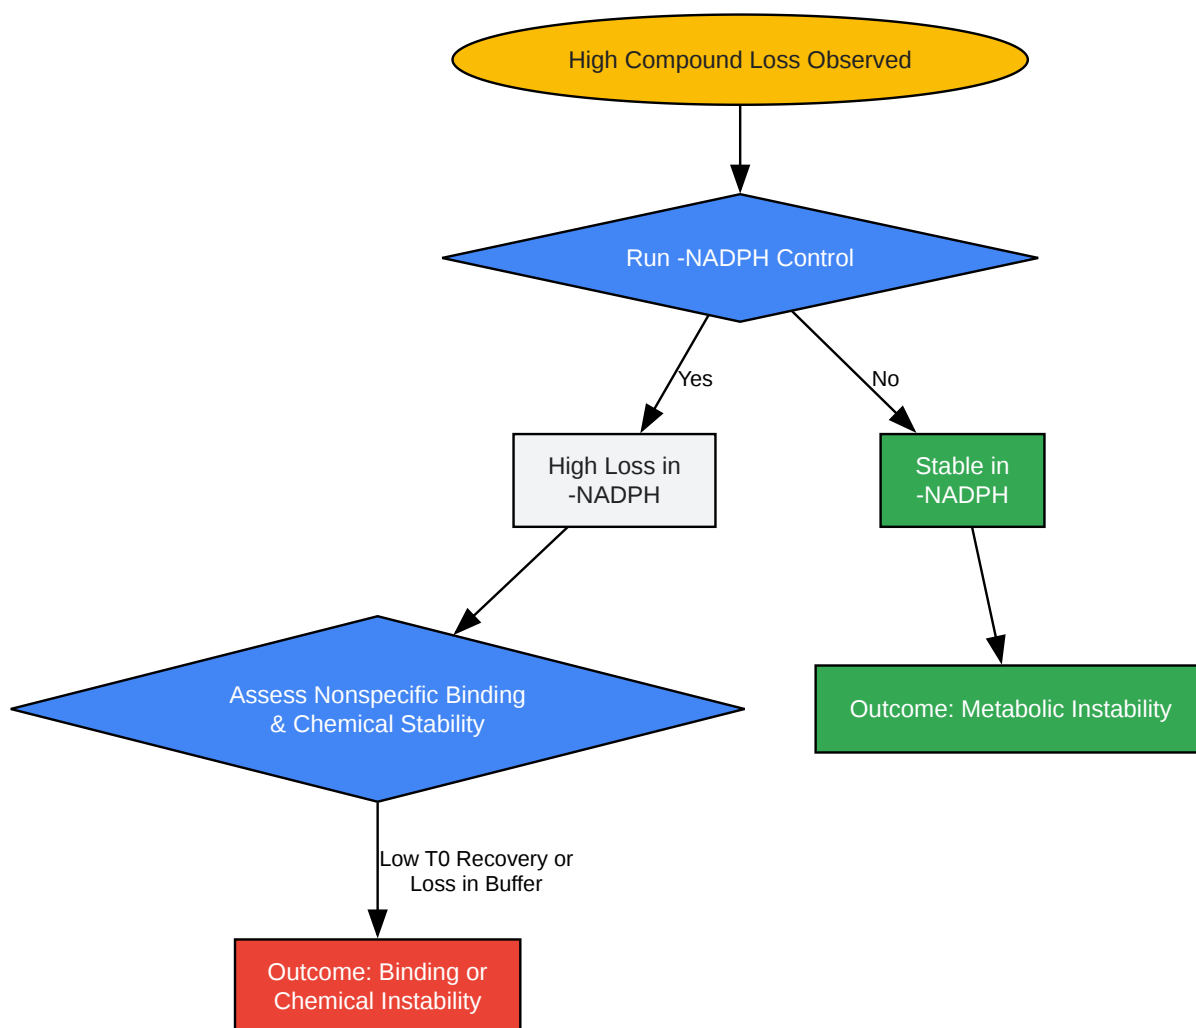 High Compound Loss Observed
Run -NADPH Control
Yes
No
High Loss in
-NADPH
Stable in
-NADPH
Assess Nonspecific Binding
& Chemical Stability
Outcome: Metabolic Instability
Low T0 Recovery or
Loss in Buffer
Outcome: Binding or
Chemical Instability